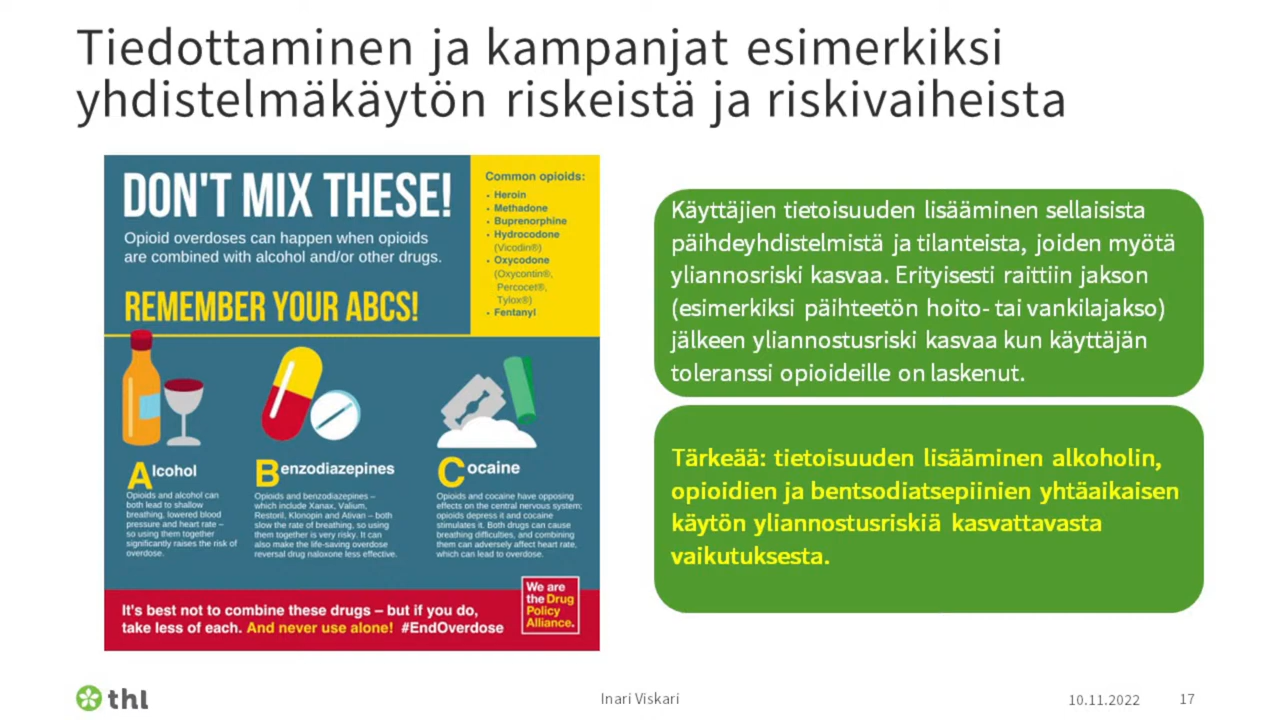 Tiedottaminen ja kampanjat esimerkiksi
yhdistelmäkäytön riskeistä ja riskivaiheista
DON'T MIX THESE!
Opioid overdoses can happen when opioids
are combined with alcohol and/or other drugs.
REMEMBER YOUR ABCS!
Common opioids:
• Heroin
• Methadone
• Buprenorphine
• Hydrocodone
(Vicodin®)
• Oxycodone
(Oxycontin®,
Percocet®,
Tylox®)
• Fentanyl
Alcohol
Opioids and alcohol can
both lead to shallow
breathing, lowered blood
pressure and heart rate –
so using them together
significantly raises the risk of
overdose.
Benzodiazepines
Opioids and benzodiazepines –
which include Xanax, Valium,
Restoril, Klonopin and Ativan – both
slow the rate of breathing, so using
them together is very risky. It can
also make the life-saving overdose
reversal drug naloxone less effective.
Cocaine
Opioids and cocaine have opposing
effects on the central nervous system;
opioids depress it and cocaine
stimulates it. Both drugs can cause
breathing difficulties, and combining
them can adversely affect heart rate,
which can lead to overdose.
It's best not to combine these drugs – but if you do,
take less of each. And never use alone! #EndOverdose
We are
the Drug
Policy
Alliance.
Käyttäjien tietoisuuden lisääminen sellaisista
päihdeyhdistelmistä ja tilanteista, joiden myötä
yliannosriski kasvaa. Erityisesti raittiin jakson
(esimerkiksi päihteetön hoito- tai vankilajakso)
jälkeen yliannostusriski kasvaa kun käyttäjän
toleranssi opioideille on laskenut.
Tärkeää: tietoisuuden lisääminen alkoholin,
opioidien ja bentsodiatsepiinien yhtäaikaisen
käytön yliannostusriskiä kasvattavasta
vaikutuksesta.
thl
Inari Viskari
10.11.2022
17